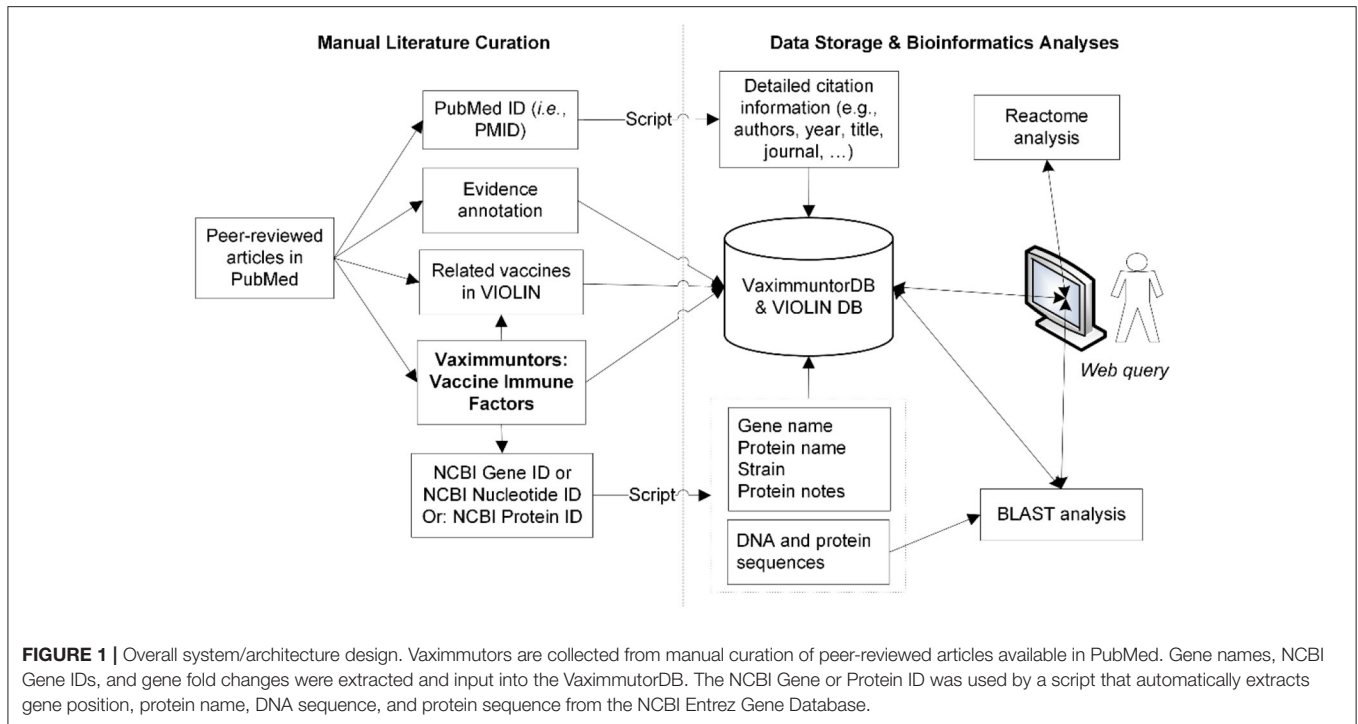 Manual Literature Curation
Data Storage & Bioinformatics Analyses
PubMed ID (i.e.,
PMID)
Script
Detailed citation
information (e.g.,
authors, year, title,
journal, …)
Reactome
analysis
Evidence
annotation
Peer-reviewed
articles in
PubMed
Related vaccines
in VIOLIN
VaximmuntorDB
& VIOLIN DB
Vaximmuntors:
Vaccine Immune
Factors
Web query
NCBI Gene ID or
NCBI Nucleotide ID
Or: NCBI Protein ID
Script
Gene name
Protein name
Strain
Protein notes
DNA and protein
sequences
BLAST analysis
FIGURE 1 | Overall system/architecture design. Vaximmutors are collected from manual curation of peer-reviewed articles available in PubMed. Gene names, NCBI
Gene IDs, and gene fold changes were extracted and input into the VaximmutorDB. The NCBI Gene or Protein ID was used by a script that automatically extracts
gene position, protein name, DNA sequence, and protein sequence from the NCBI Entrez Gene Database.